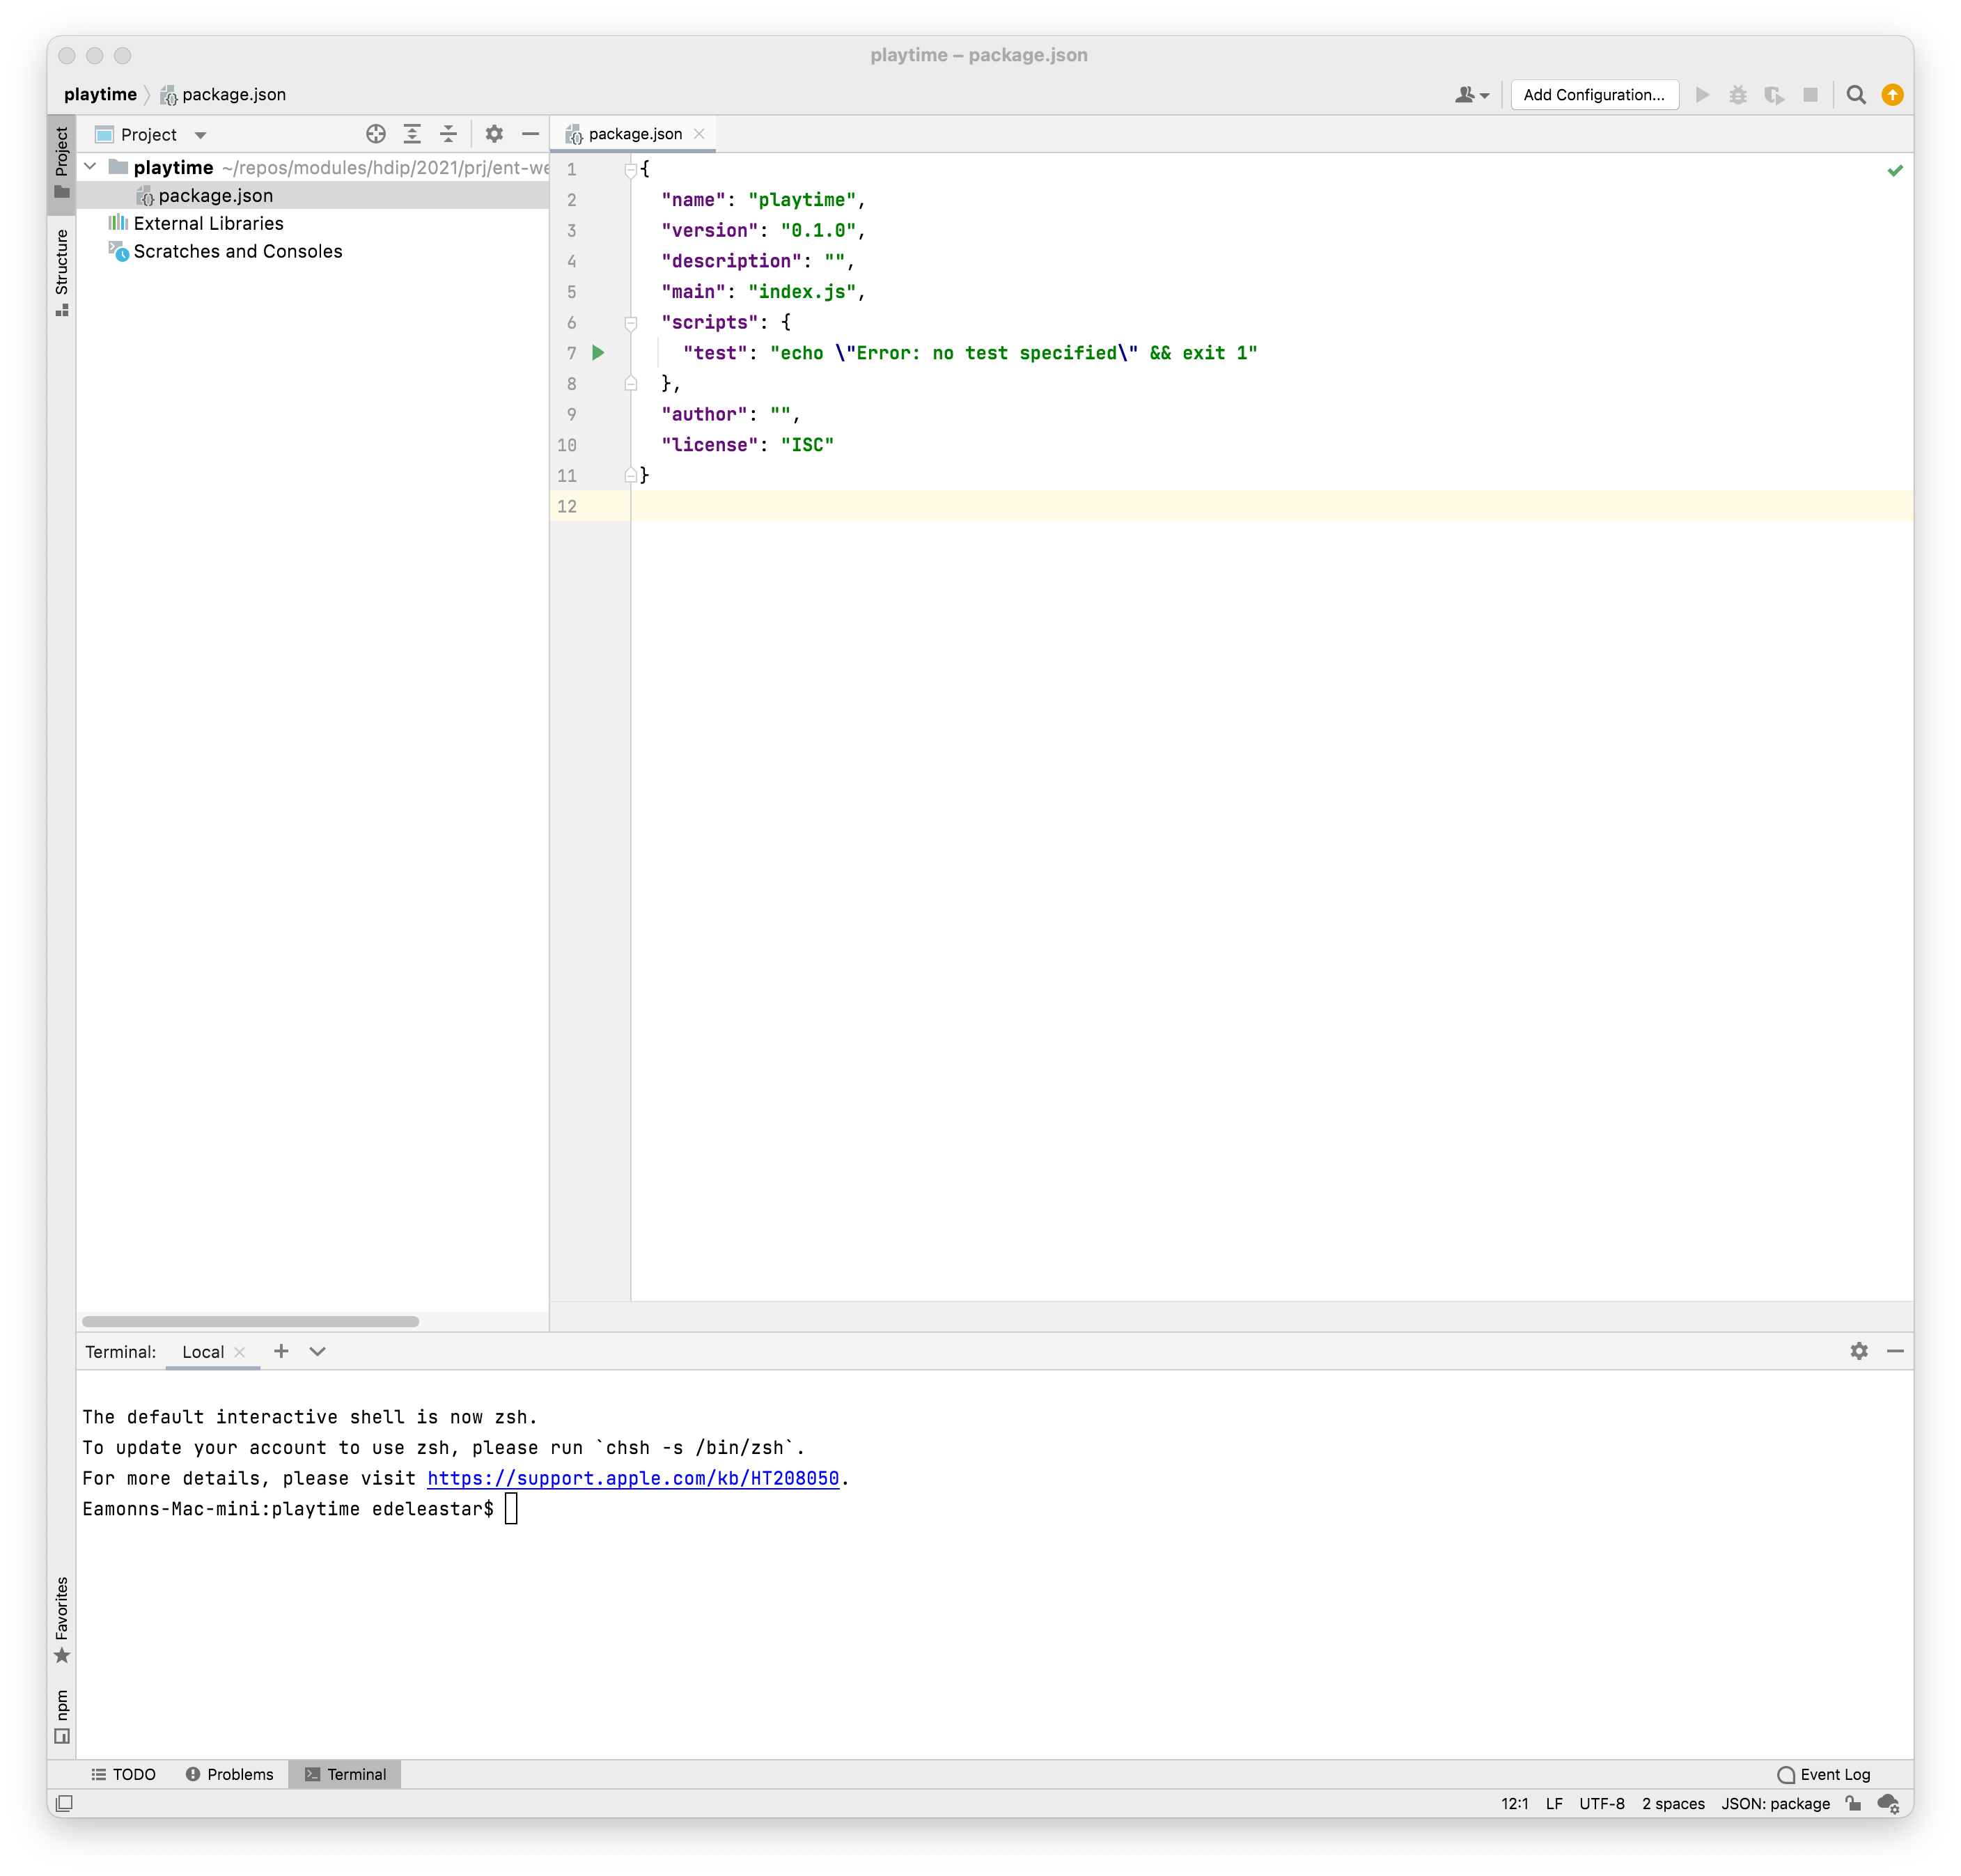 playtime – package.json
playtime package.json
Add Configuration...
Project
Project
package.json
playtime ~/repos/modules/hdip/2021/prj/ent-we
package.json
External Libraries
Scratches and Consoles
Structure
1 {
2 "name": "playtime",
3 "version": "0.1.0",
4 "description": "",
5 "main": "index.js",
6 "scripts": {
7 "test": "echo \"Error: no test specified\" && exit 1"
8 },
9 "author": "",
10 "license": "ISC"
11 }
12
Terminal: Local
The default interactive shell is now zsh.
To update your account to use zsh, please run `chsh -s /bin/zsh`.
For more details, please visit https://support.apple.com/kb/HT208050.
Eamonns-Mac-mini:playtime edeleastar$
Favorites
npm
TODO Problems Terminal Event Log
12:1 LF UTF-8 2 spaces JSON: package